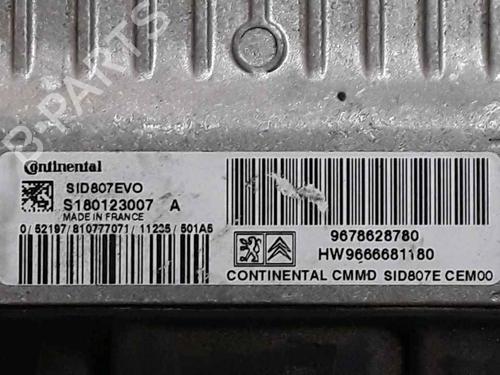 B-PARTS
Continental
SID807EVO
S180123007 A
MADE IN FRANCE
0/52197/810777071/11235/501A5
9678628780
HW9666681180
CONTINENTAL CMMD SID807E CEM00